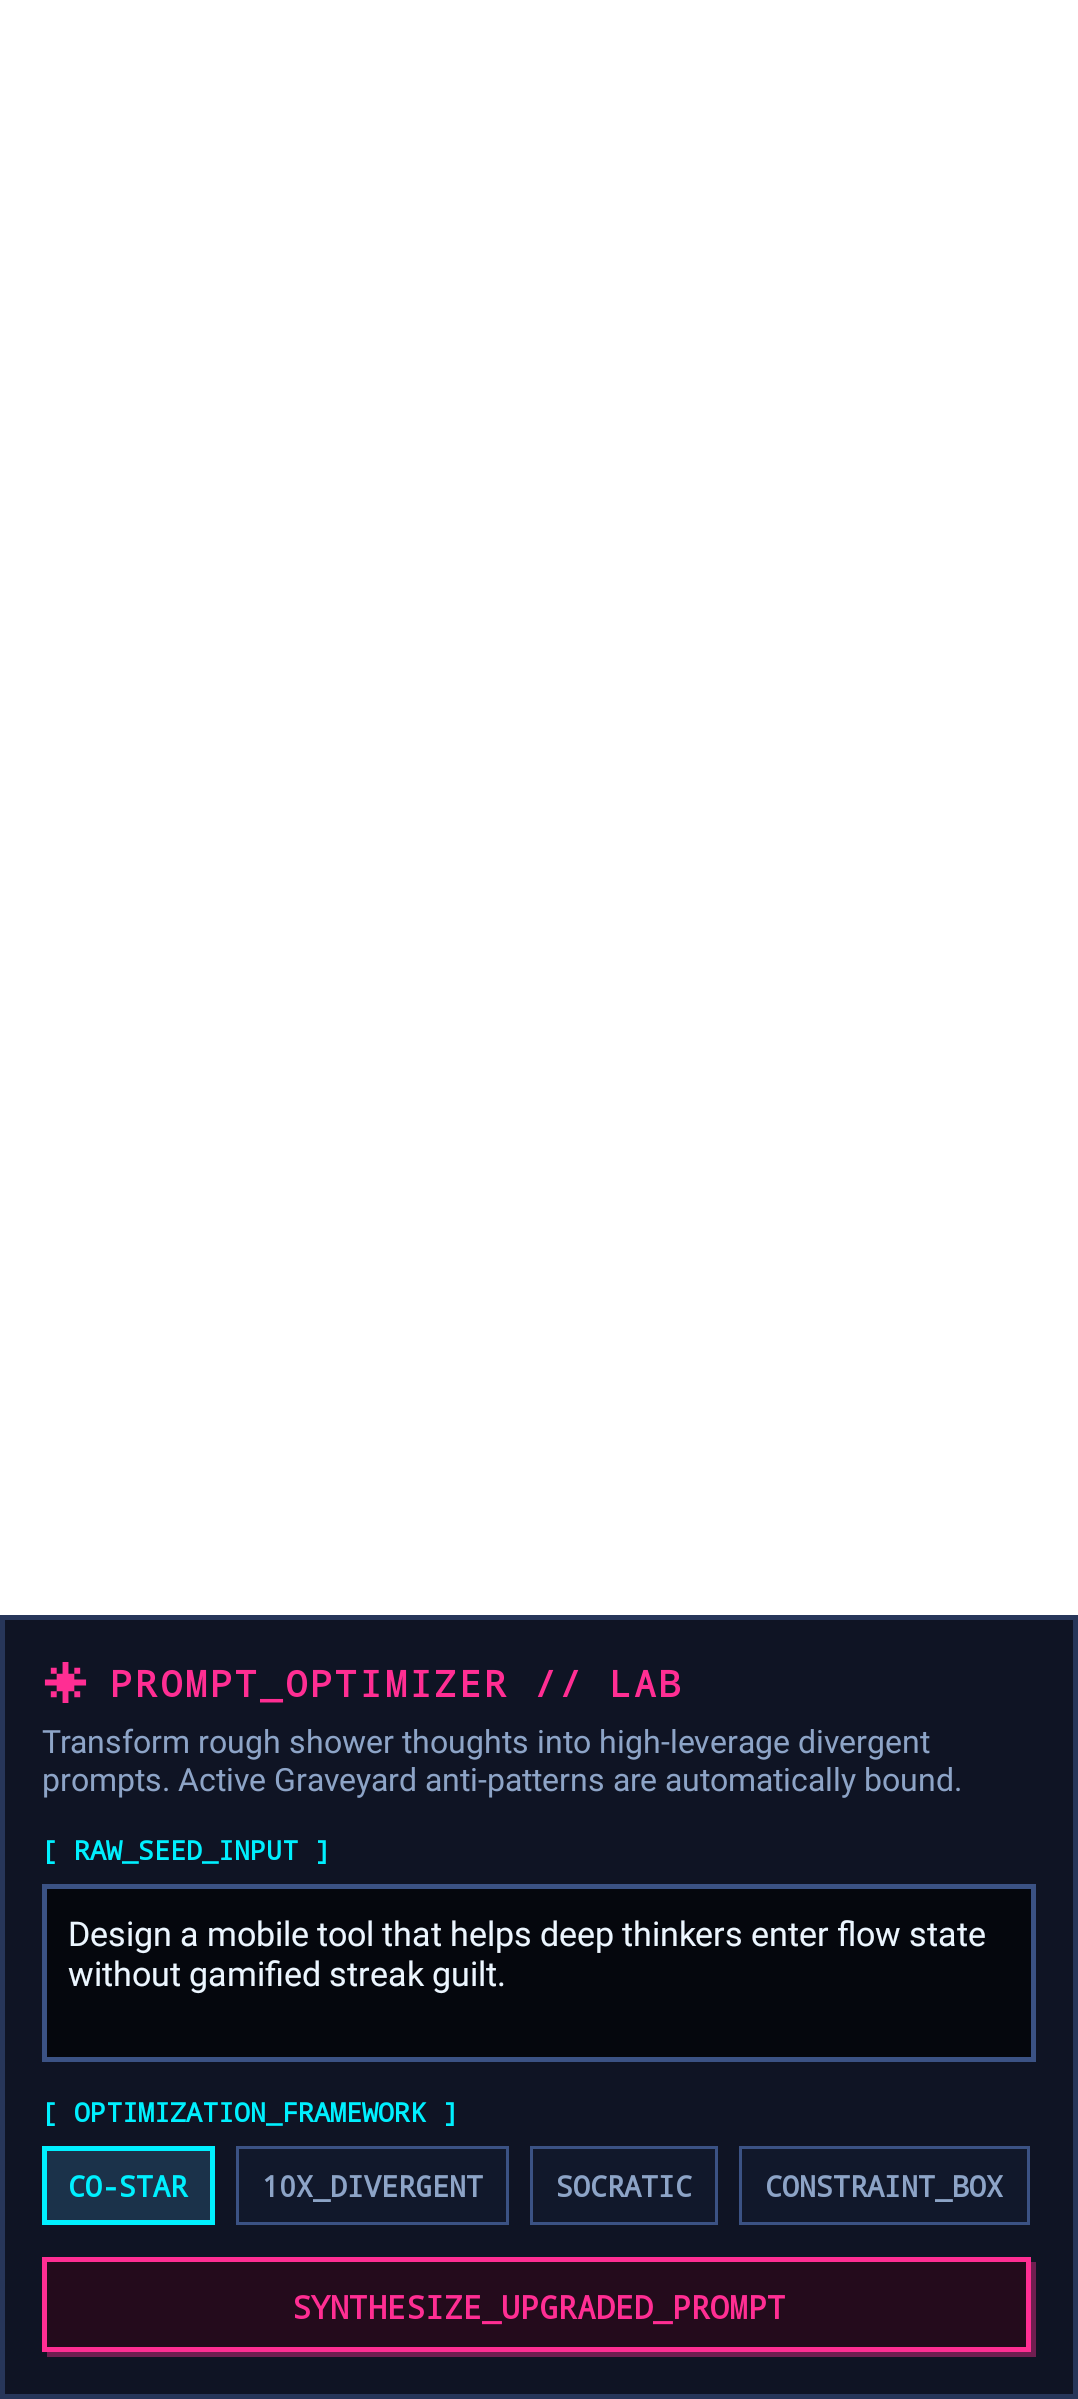 PROMPT_OPTIMIZER // LAB
Transform rough shower thoughts into high-leverage divergent
prompts. Active Graveyard anti-patterns are automatically bound.
[ RAW_SEED_INPUT ]
Design a mobile tool that helps deep thinkers enter flow state
without gamified streak guilt.
[ OPTIMIZATION_FRAMEWORK ]
CO-STAR 10X_DIVERGENT SOCRATIC CONSTRAINT_BOX
SYNTHESIZE_UPGRADED_PROMPT